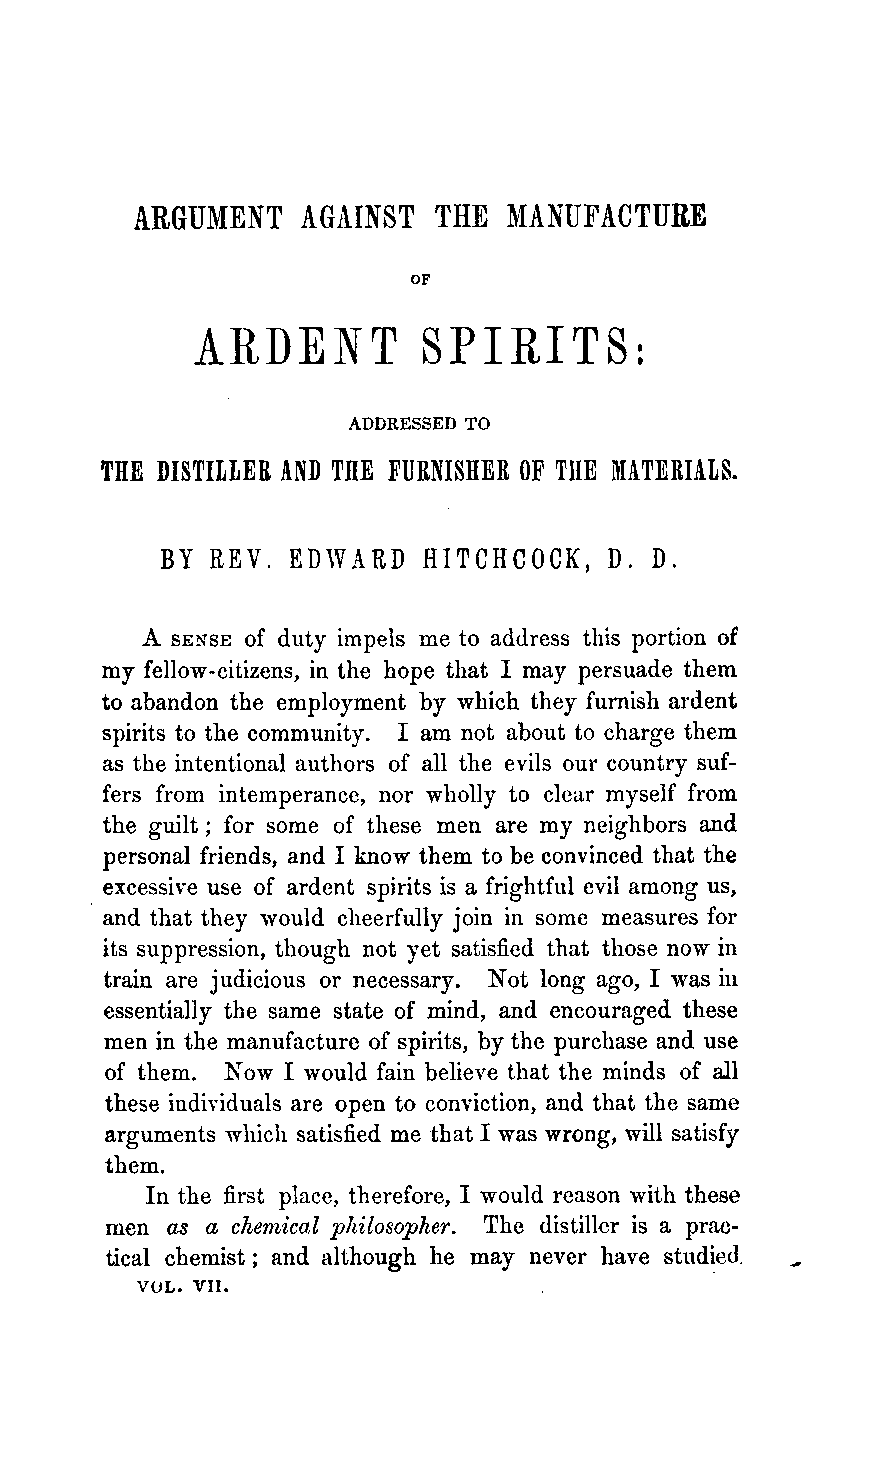 ARGUMENT AGAINST THE MANUFACTURE
OF
ARDENT SPIRITS:
ADDRESSED TO
THE DISTILLER AND THE FURNISHER OF THE MATERIALS.
BY REV. EDWARD HITCHCOCK, D. D.
A SENSE of duty impels me to address this portion of
my fellow-citizens, in the hope that I may persuade them
to abandon the employment by which they furnish ardent
spirits to the community. I am not about to charge them
as the intentional authors of all the evils our country suf-
fers from intemperance, nor wholly to clear myself from
the guilt; for some of these men are my neighbors and
personal friends, and I know them to be convinced that the
excessive use of ardent spirits is a frightful evil among us,
and that they would cheerfully join in some measures for
its suppression, though not yet satisfied that those now in
train are judicious or necessary. Not long ago, I was in
essentially the same state of mind, and encouraged these
men in the manufacture of spirits, by the purchase and use
of them. Now I would fain believe that the minds of all
these individuals are open to conviction, and that the same
arguments which satisfied me that I was wrong, will satisfy
them.
In the first place, therefore, I would reason with these
men as a chemical philosopher. The distiller is a prac-
tical chemist; and although he may never have studied
VOL. VII.